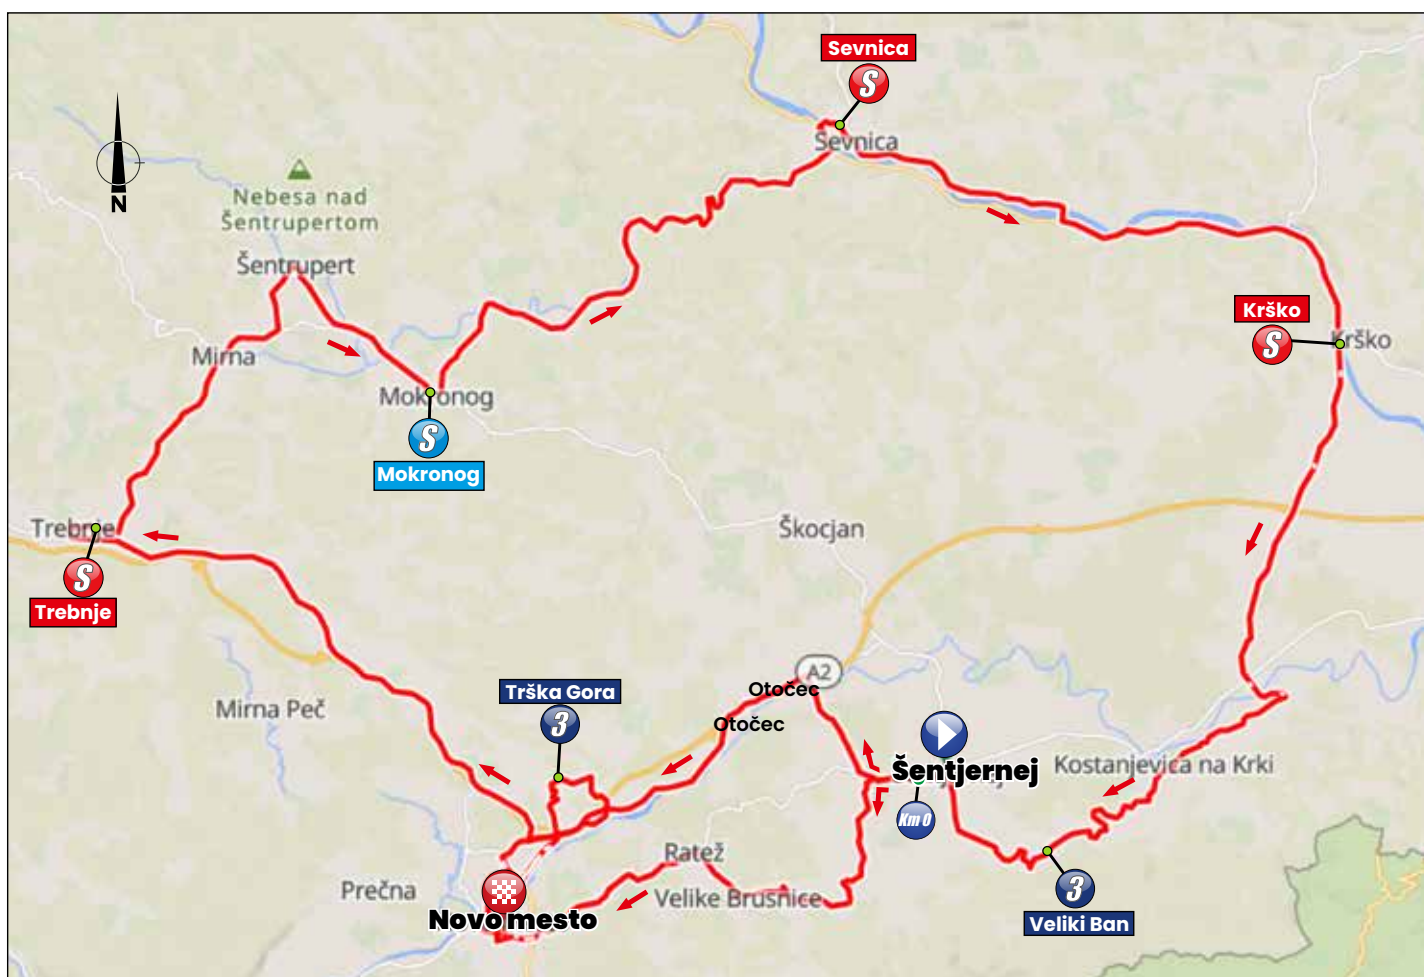 Sevnica
S
Sevnica
N
Nebesa nad
Šentrupertom
Šentrupert
Krško
S
Krško
Mirna
Mokronog
S
Mokronog
Trebnje
S
Trebnje
Škocjan
A2
Otočec
Trška Gora
3
Otočec
Mirna Peč
Šentjernej
Kostanjevica na Krki
Km 0
Ratež
Prečna
Velike Brusnice
3
Veliki Ban
Novo mesto